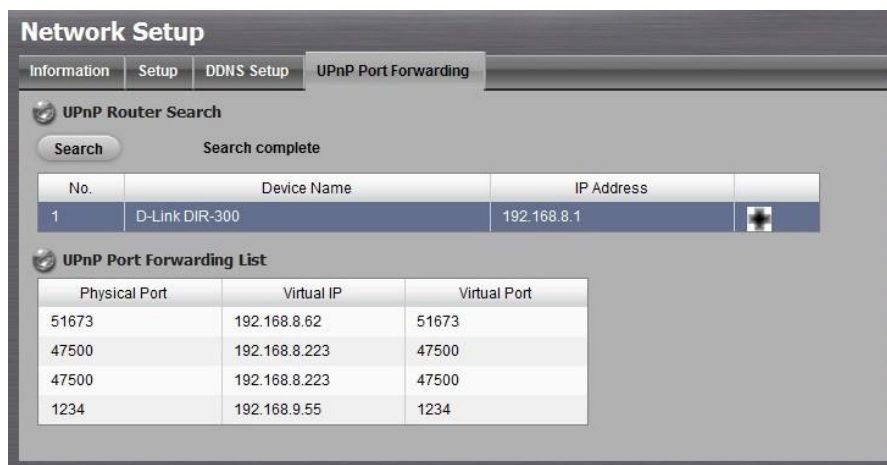 Network Setup
Information Setup DDNS Setup UPnP Port Forwarding
UPnP Router Search
Search Search complete
No. Device Name IP Address
1 D-Link DIR-300 192.168.8.1
UPnP Port Forwarding List
Physical Port Virtual IP Virtual Port
51673 192.168.8.62 51673
47500 192.168.8.223 47500
47500 192.168.8.223 47500
1234 192.168.9.55 1234